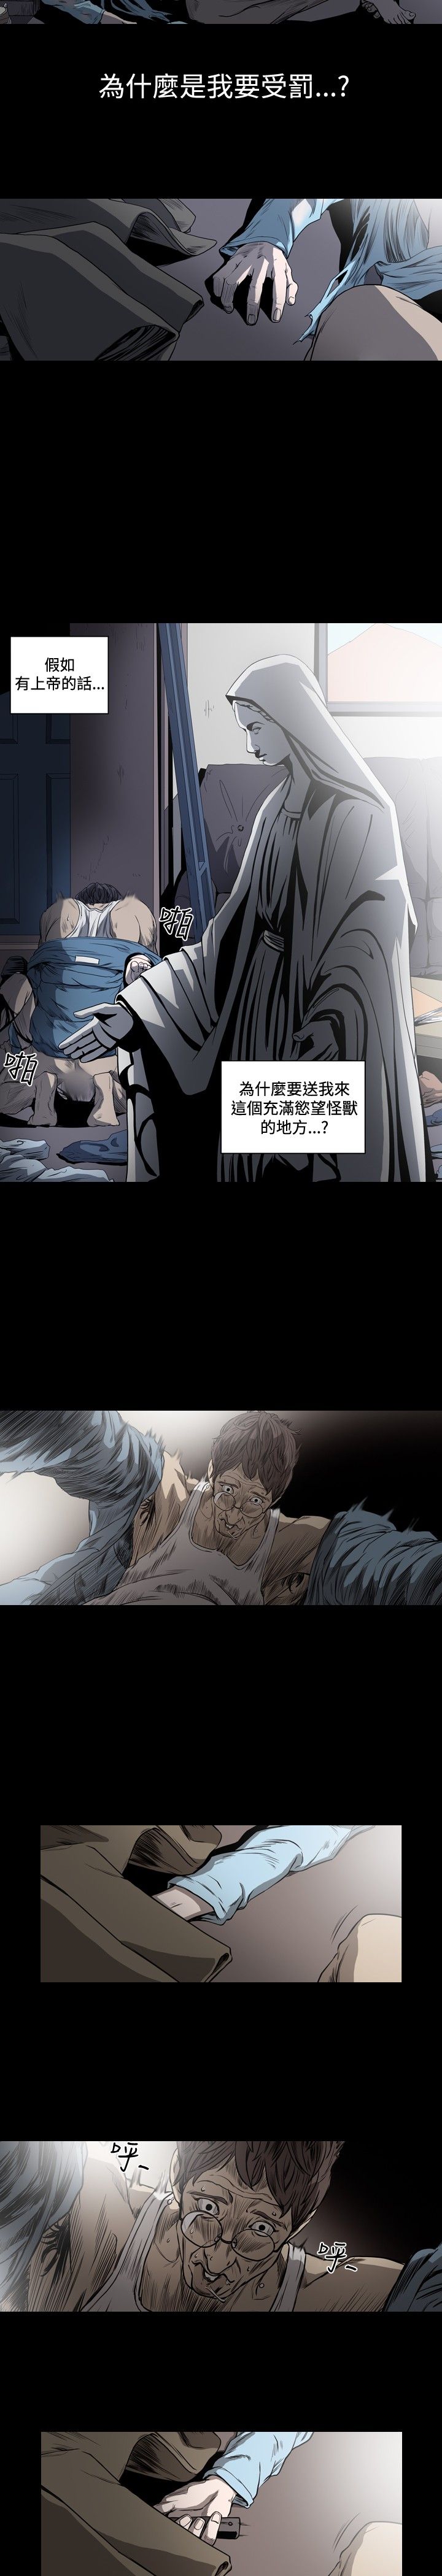 為什麼是我要受罰...?
假如
有上帝的話...
啪
啪
為什麼要送我來
這個充滿慾望怪獸
的地方...?
呼-
呼-